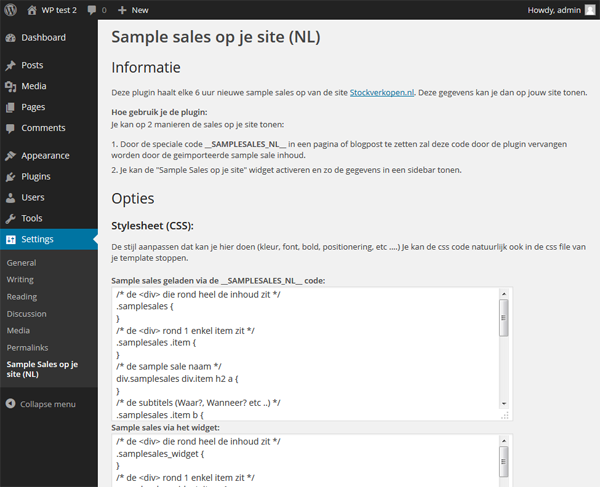 WP test 2
0
+ New
Howdy, admin
Dashboard
Posts
Media
Pages
Comments
Appearance
Plugins
Users
Tools
Settings
General
Writing
Reading
Discussion
Media
Permalinks
Sample Sales op je
site (NL)
Collapse menu
Sample sales op je site (NL)
Informatie
Deze plugin haalt elke 6 uur nieuwe sample sales op van de site Stockverkopen.nl. Deze gegevens kan je dan op jouw site tonen.
Hoe gebruik je de plugin:
Je kan op 2 manieren de sales op je site tonen:
1. Door de speciale code __SAMPLESALES_NL__ in een pagina of blogpost te zetten zal deze code door de plugin vervangen
worden door de geimporteerde sample sale inhoud.
2. Je kan de "Sample Sales op je site" widget activeren en zo de gegevens in een sidebar tonen.
Opties
Stylesheet (CSS):
De stijl aanpassen dat kan je hier doen (kleur, font, bold, positionering, etc ....) Je kan de css code natuurlijk ook in de css file van
je template stoppen.
Sample sales geladen via de __SAMPLESALES_NL__ code:
/* de <div> die rond heel de inhoud zit */
.samplesales {
}
/* de <div> rond 1 enkel item zit */
.samplesales .item {
}
/* de sample sale naam */
div.samplesales div.item h2 a {
}
/* de subtitels (Waar?, Wanneer? etc ..) */
.samplesales .item b {
Sample sales via het widget:
/* de <div> die rond heel de inhoud zit */
.samplesales_widget {
}
/* de <div> rond 1 enkel item zit */